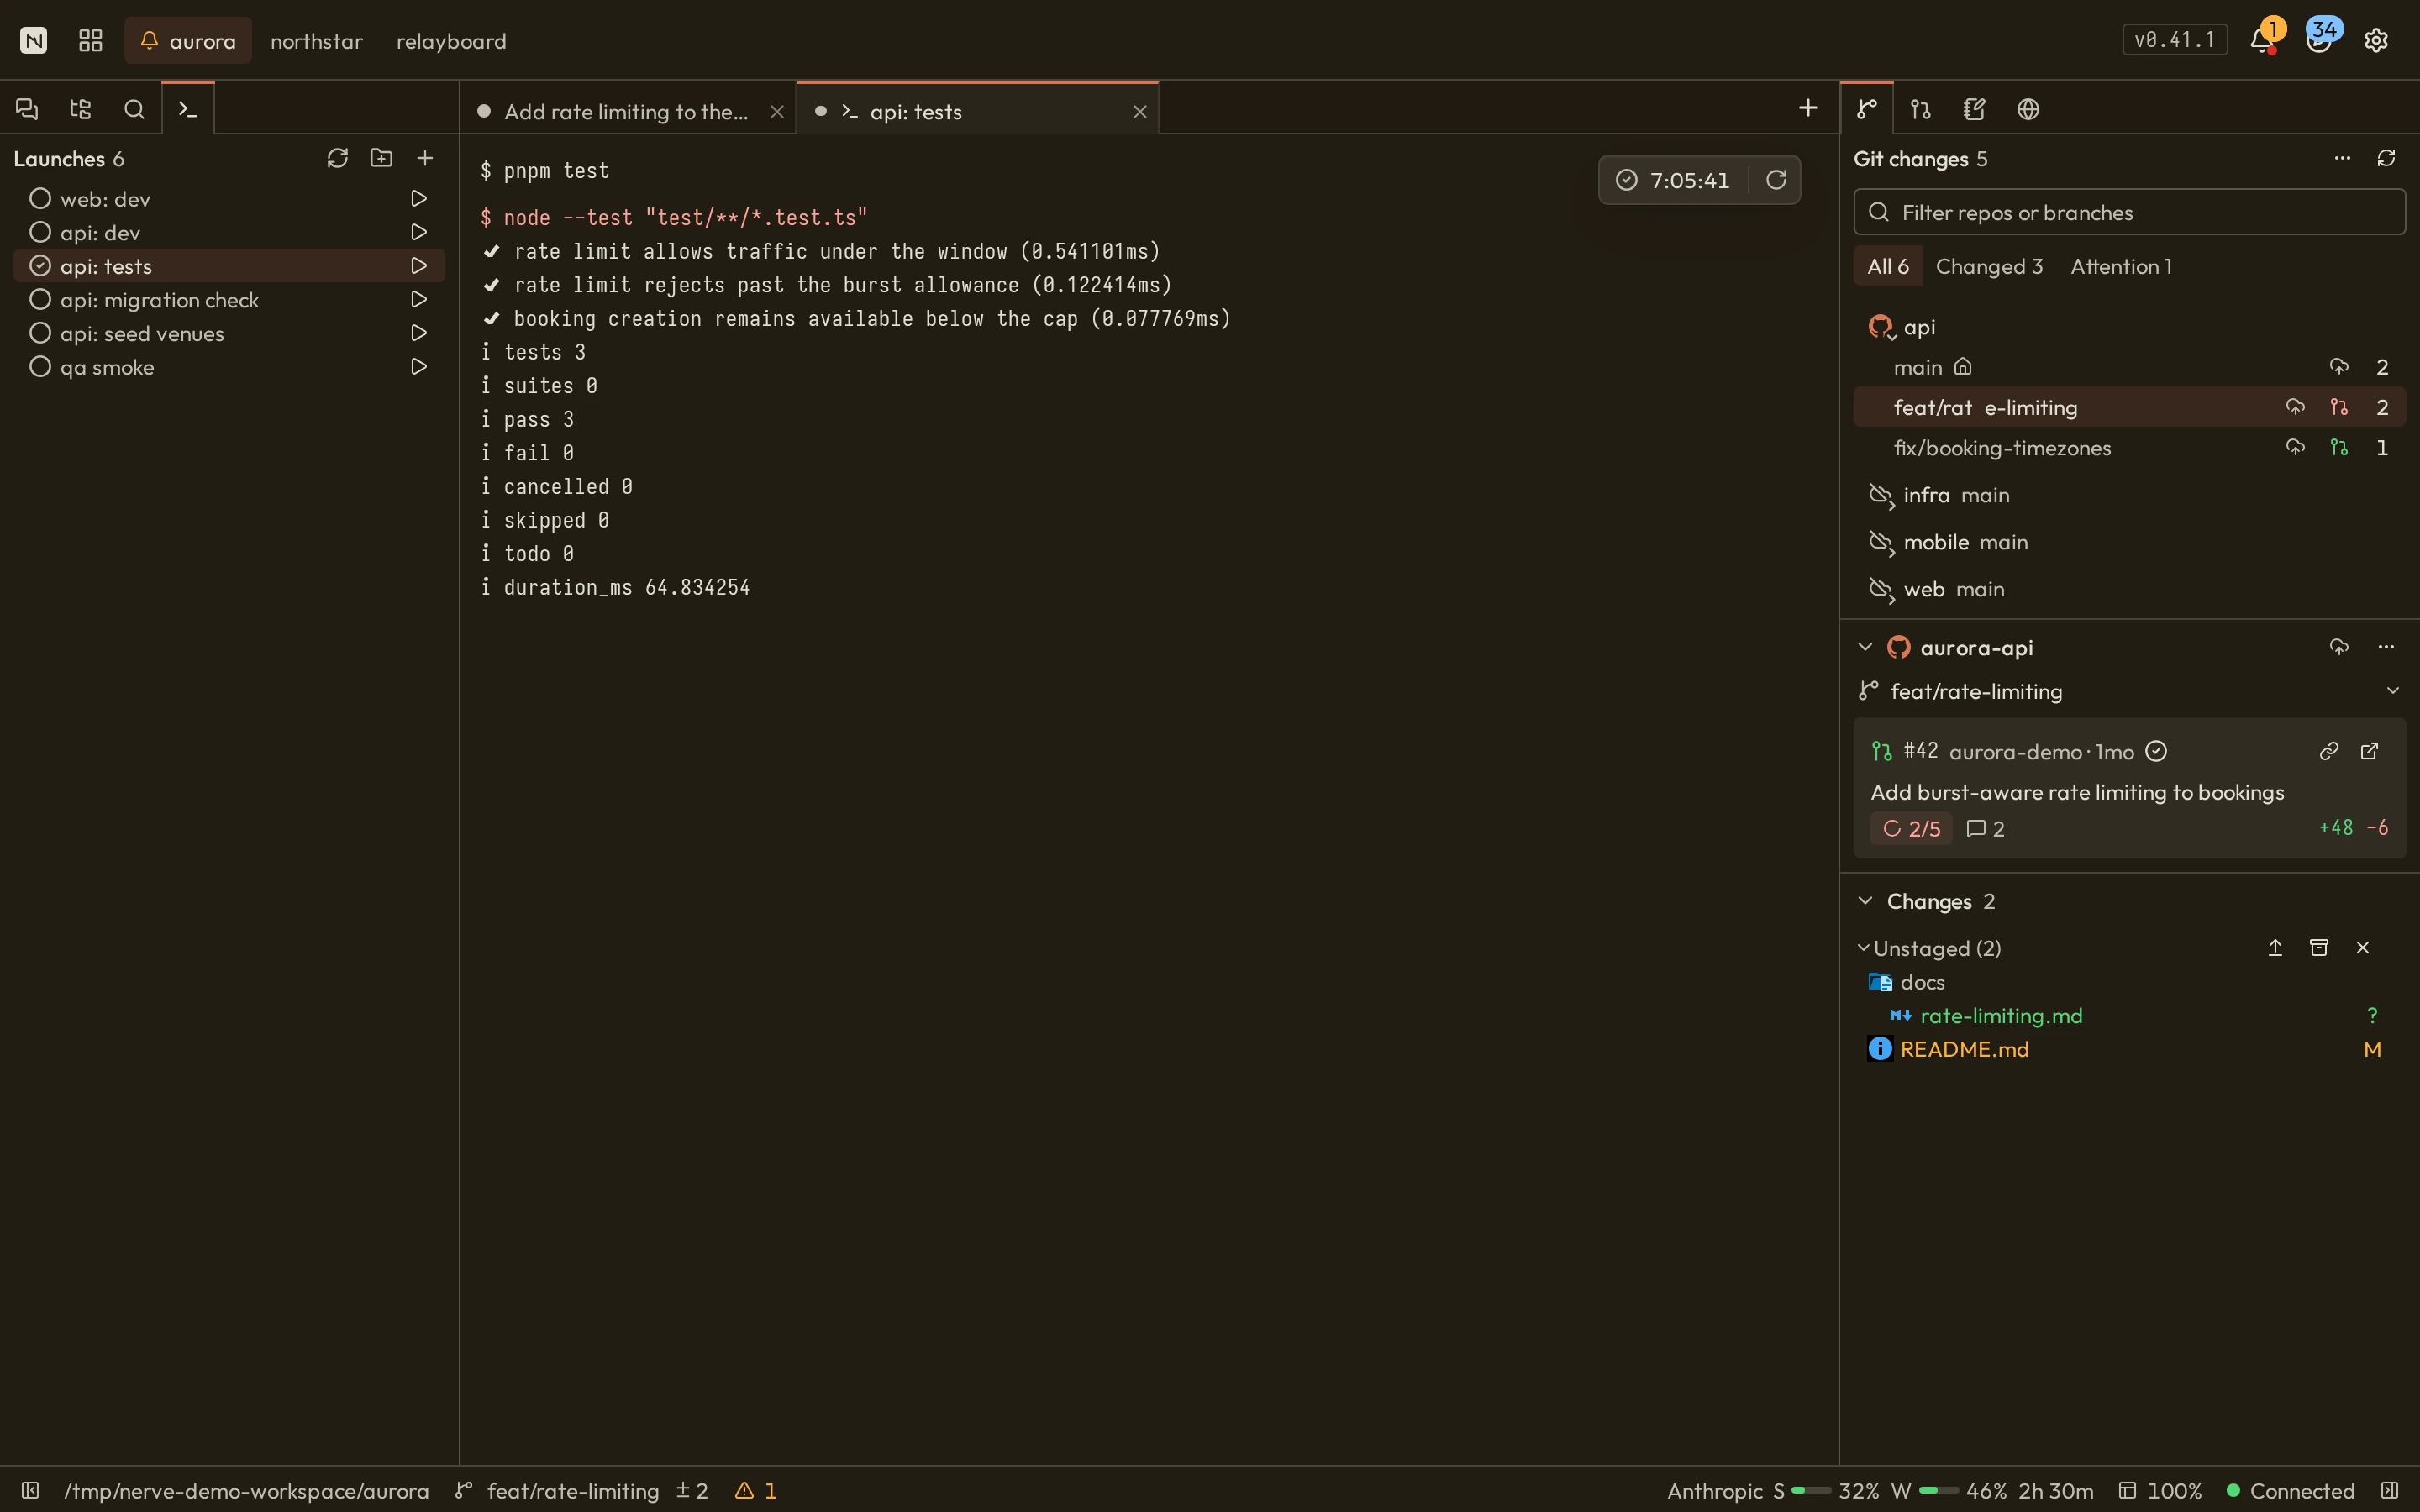 aurora northstar relayboard v0.41.1 1 34
Launches 6
web: dev
api: dev
api: tests
api: migration check
api: seed venues
qa smoke
Add rate limiting to the... api: tests
$ pnpm test
7:05:41
$ node --test "test/**/*.test.ts"
✔ rate limit allows traffic under the window (0.541101ms)
✔ rate limit rejects past the burst allowance (0.122414ms)
✔ booking creation remains available below the cap (0.077769ms)
ℹ tests 3
ℹ suites 0
ℹ pass 3
ℹ fail 0
ℹ cancelled 0
ℹ skipped 0
ℹ todo 0
ℹ duration_ms 64.834254
Git changes 5
Filter repos or branches
All 6 Changed 3 Attention 1
api
main 2
feat/rat e-limiting 2
fix/booking-timezones 1
infra main
mobile main
web main
aurora-api
feat/rate-limiting
#42 aurora-demo · 1mo
Add burst-aware rate limiting to bookings
2/5 2 +48 -6
Changes 2
Unstaged (2)
docs
rate-limiting.md ?
README.md M
/tmp/nerve-demo-workspace/aurora feat/rate-limiting ±2 1 Anthropic S 32% W 46% 2h 30m 100% Connected